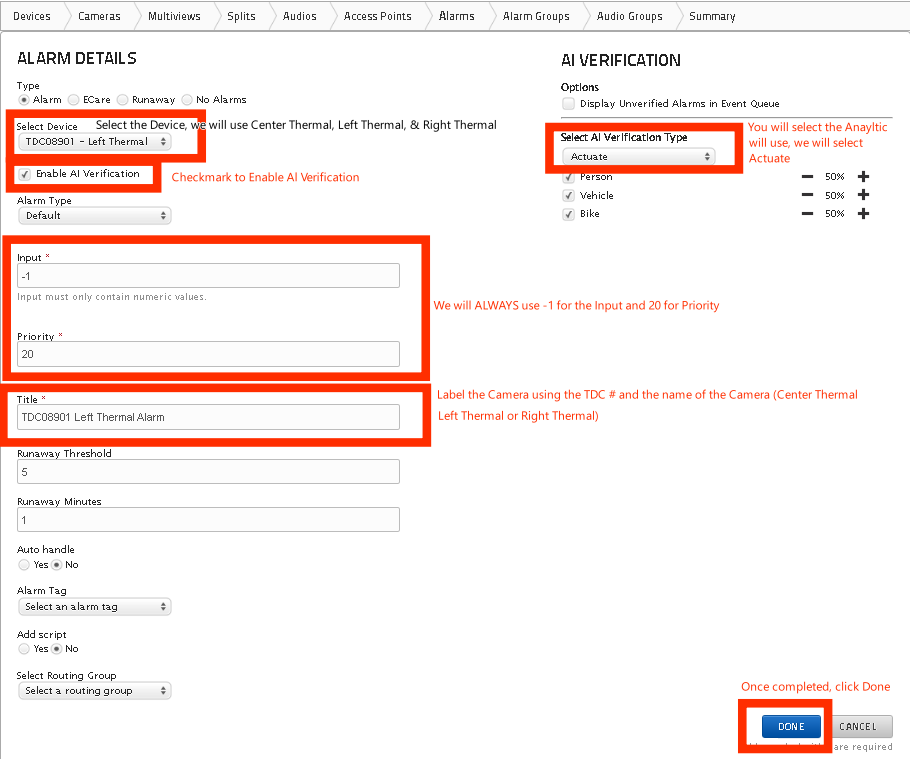 Devices Cameras Multiviews Splits Audios Access Points Alarms Alarm Groups Audio Groups Summary
ALARM DETAILS
Type
Alarm ECare Runaway No Alarms
Select Device Select the Device, we will use Center Thermal, Left Thermal, & Right Thermal
TDC08901 - Left Thermal
Enable AI Verification Checkmark to Enable AI Verification
Alarm Type
Default
Input *
-1
Input must only contain numeric values.
We will ALWAYS use -1 for the Input and 20 for Priority
Priority *
20
Title *
TDC08901 Left Thermal Alarm
Label the Camera using the TDC # and the name of the Camera (Center Thermal
Left Thermal or Right Thermal)
Runaway Threshold
5
Runaway Minutes
1
Auto handle
Yes No
Alarm Tag
Select an alarm tag
Add script
Yes No
Select Routing Group
Select a routing group
AI VERIFICATION
Options
Display Unverified Alarms in Event Queue
Select AI Verification Type
Actuate
You will select the Anayltic
will use, we will select
Actuate
Person 50%
Vehicle 50%
Bike 50%
Once completed, click Done
DONE CANCEL
are required